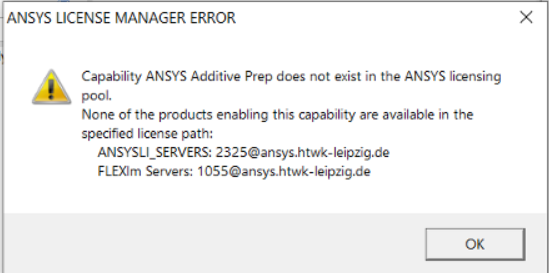 ANSYS LICENSE MANAGER ERROR
Capability ANSYS Additive Prep does not exist in the ANSYS licensing
pool.
None of the products enabling this capability are available in the
specified license path:
ANSYSLI_SERVERS: 2325@ansys.htwk-leipzig.de
FLEXlm Servers: 1055@ansys.htwk-leipzig.de
OK